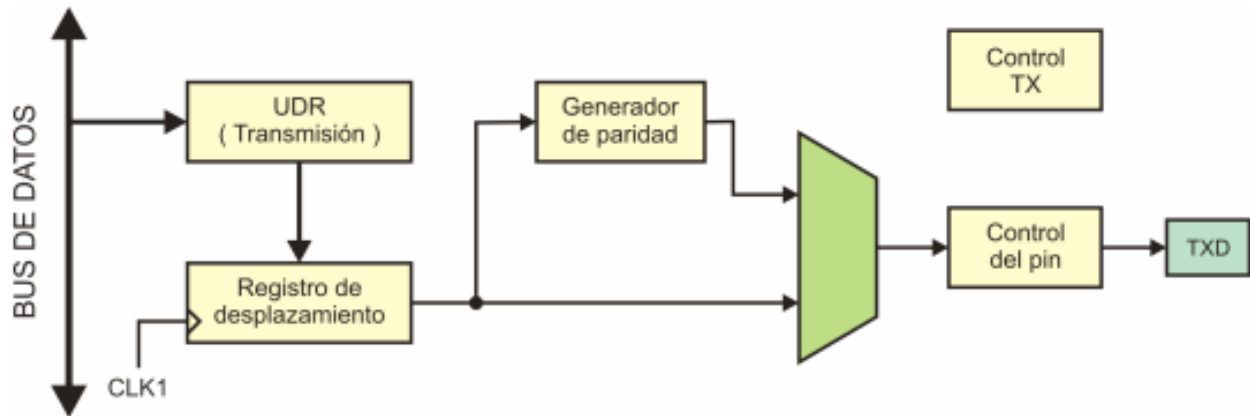 BUS DE DATOS
UDR
( Transmisión )
Generador
de paridad
Control
TX
Registro de
desplazamiento
Control
del pin
TXD
CLK1